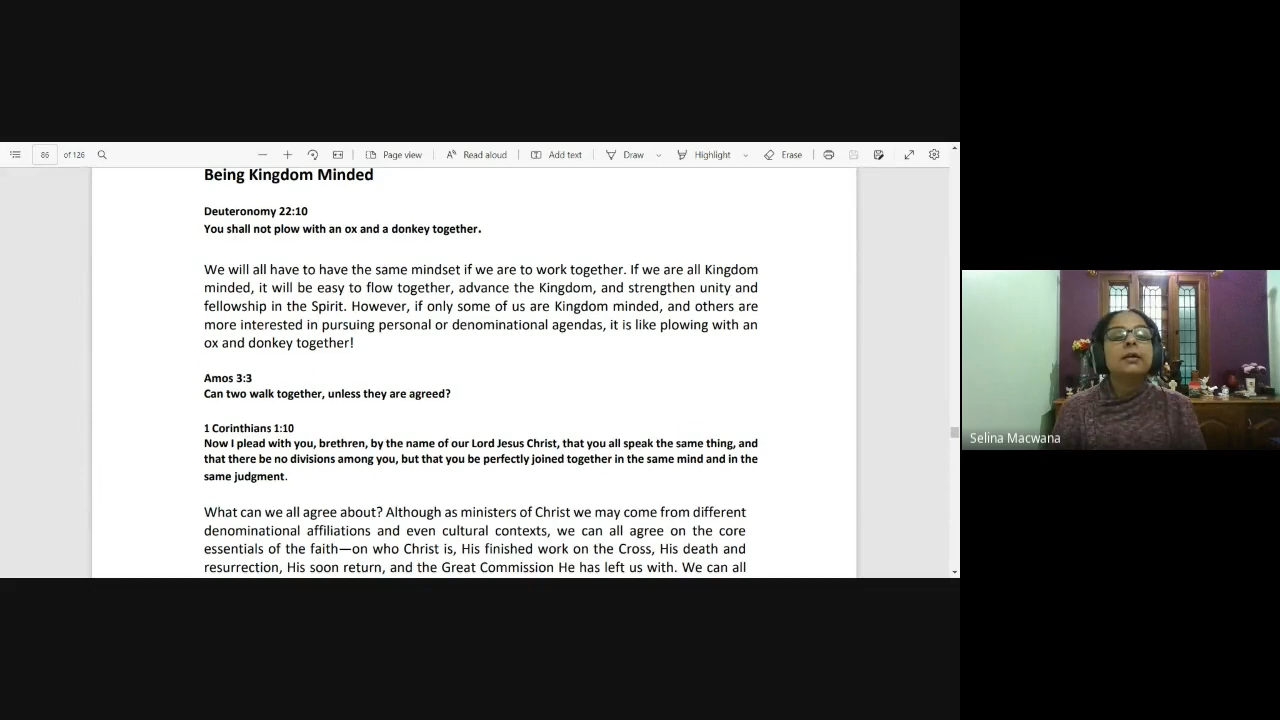 86 of 126 Page view Read aloud Add text Draw Highlight Erase
Being Kingdom Minded
Deuteronomy 22:10
You shall not plow with an ox and a donkey together.
We will all have to have the same mindset if we are to work together. If we are all Kingdom
minded, it will be easy to flow together, advance the Kingdom, and strengthen unity and
fellowship in the Spirit. However, if only some of us are Kingdom minded, and others are
more interested in pursuing personal or denominational agendas, it is like plowing with an
ox and donkey together!
Amos 3:3
Can two walk together, unless they are agreed?
1 Corinthians 1:10
Now I plead with you, brethren, by the name of our Lord Jesus Christ, that you all speak the same thing, and
that there be no divisions among you, but that you be perfectly joined together in the same mind and in the
same judgment.
What can we all agree about? Although as ministers of Christ we may come from different
denominational affiliations and even cultural contexts, we can all agree on the core
essentials of the faith—on who Christ is, His finished work on the Cross, His death and
resurrection, His soon return, and the Great Commission He has left us with. We can all
Selina Macwana